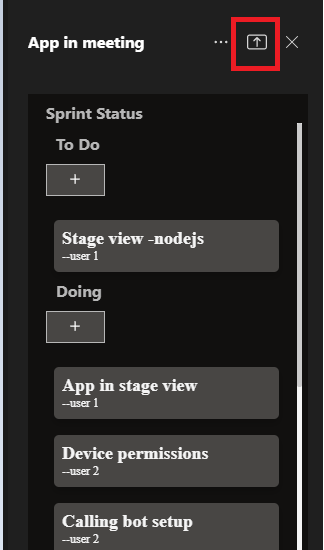 App in meeting
Sprint Status
To Do
+
Stage view -nodejs
--user 1
Doing
+
App in stage view
--user 1
Device permissions
--user 2
Calling bot setup
--user 2